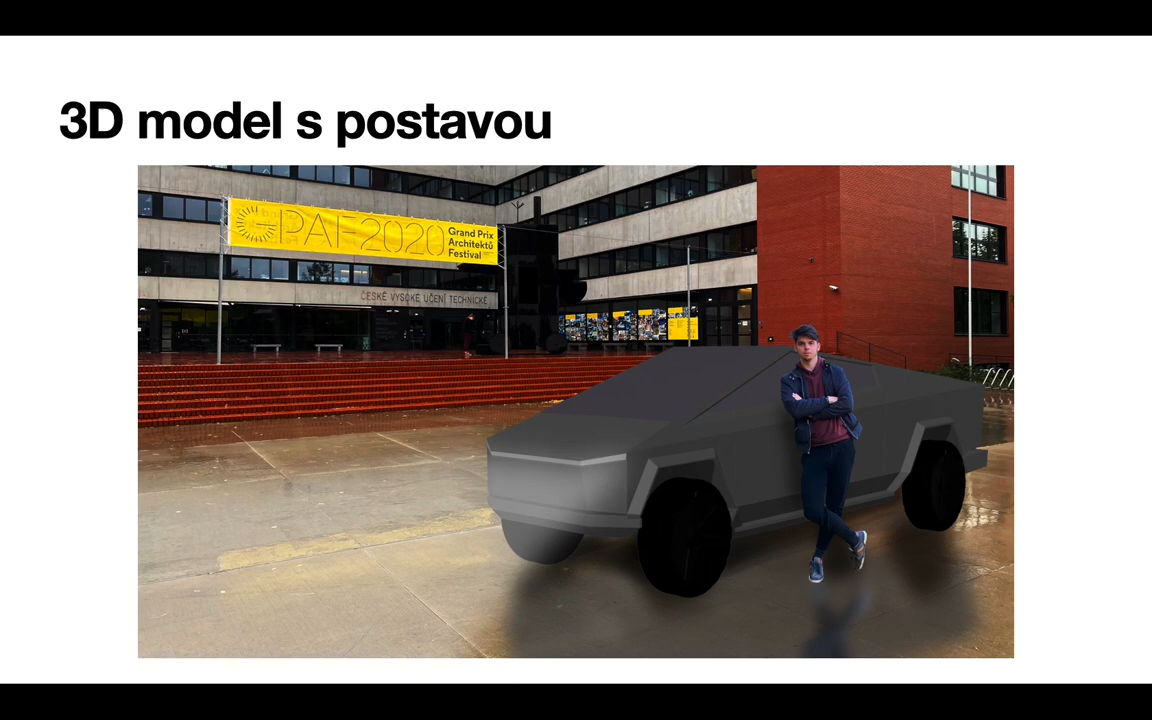 3D model s postavou
GPAF2020
Grand Prix
Architektů
Festival
ČESKÉ VYSOKÉ UČENÍ TECHNICKÉ